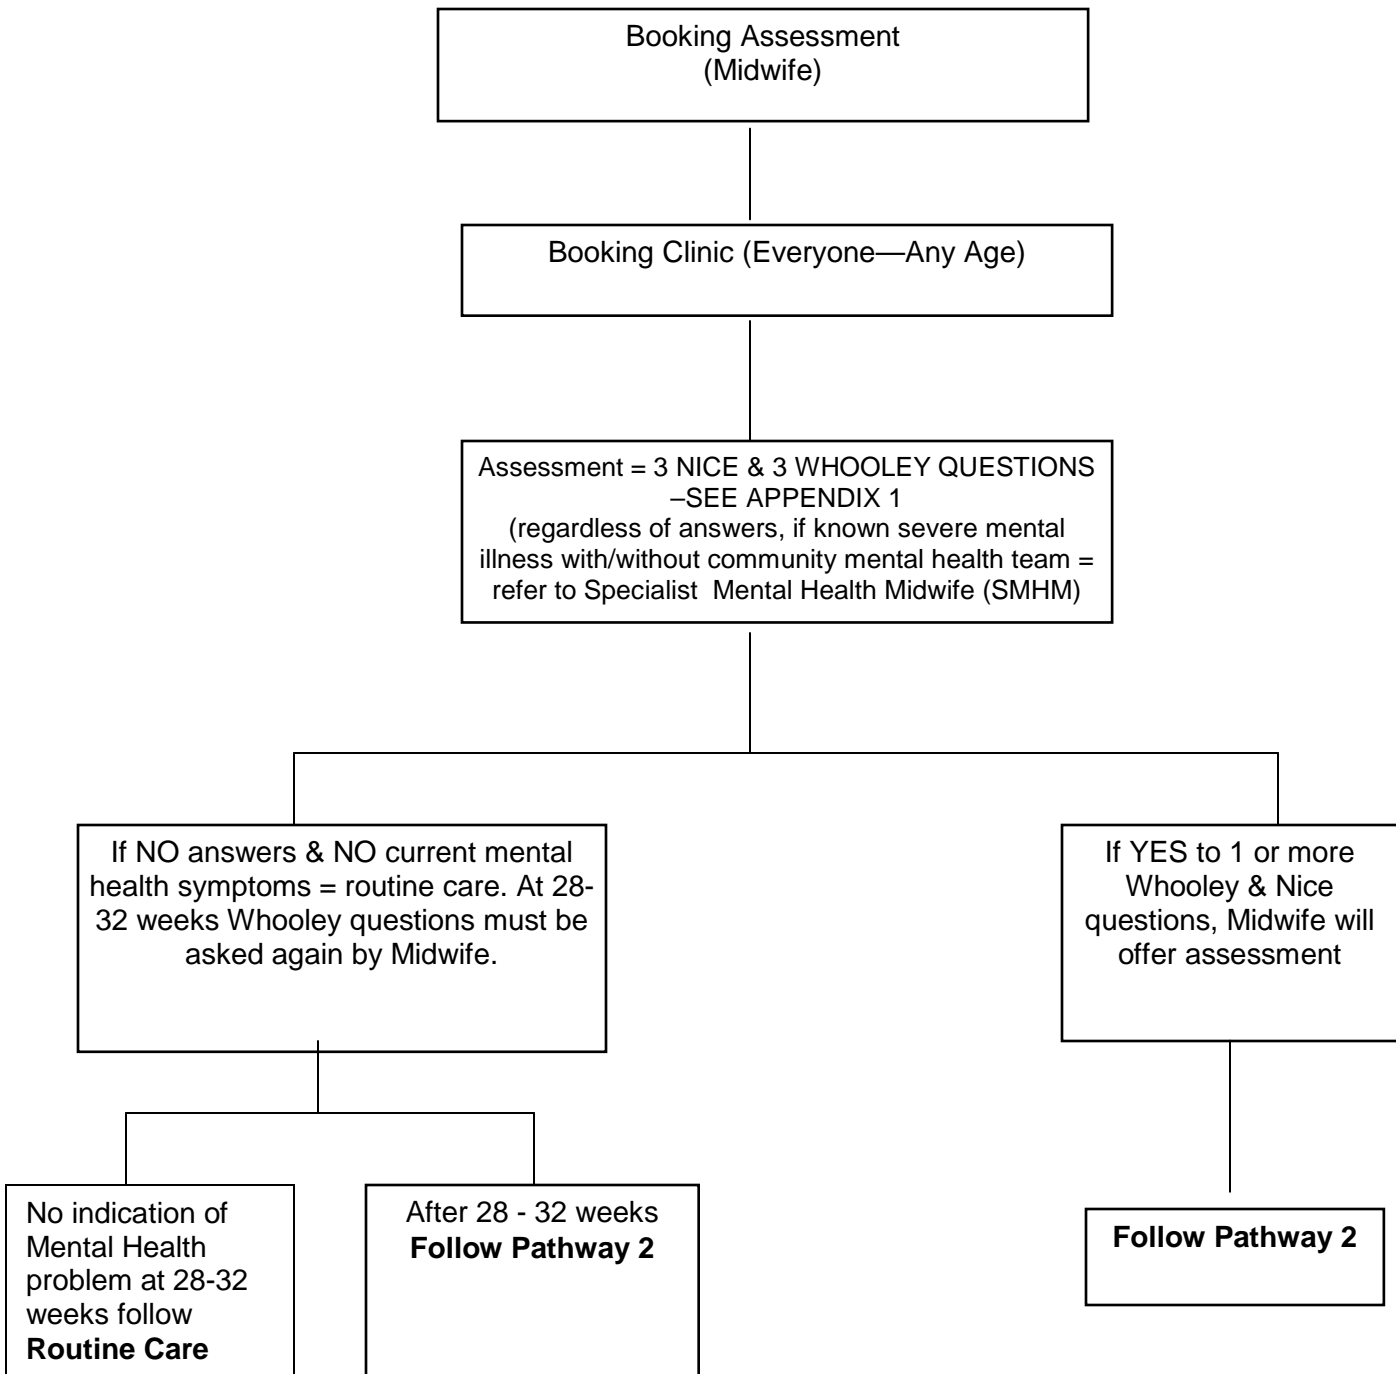 Booking Assessment
(Midwife)
Booking Clinic (Everyone—Any Age)
Assessment = 3 NICE & 3 WHOOLEY QUESTIONS
–SEE APPENDIX 1
(regardless of answers, if known severe mental
illness with/without community mental health team =
refer to Specialist  Mental Health Midwife (SMHM)
If NO answers & NO current mental
health symptoms = routine care. At 28-
32 weeks Whooley questions must be
asked again by Midwife.
If YES to 1 or more
Whooley & Nice
questions, Midwife will
offer assessment
No indication of
Mental Health
problem at 28-32
weeks follow
Routine Care
After 28 - 32 weeks
Follow Pathway 2
Follow Pathway 2